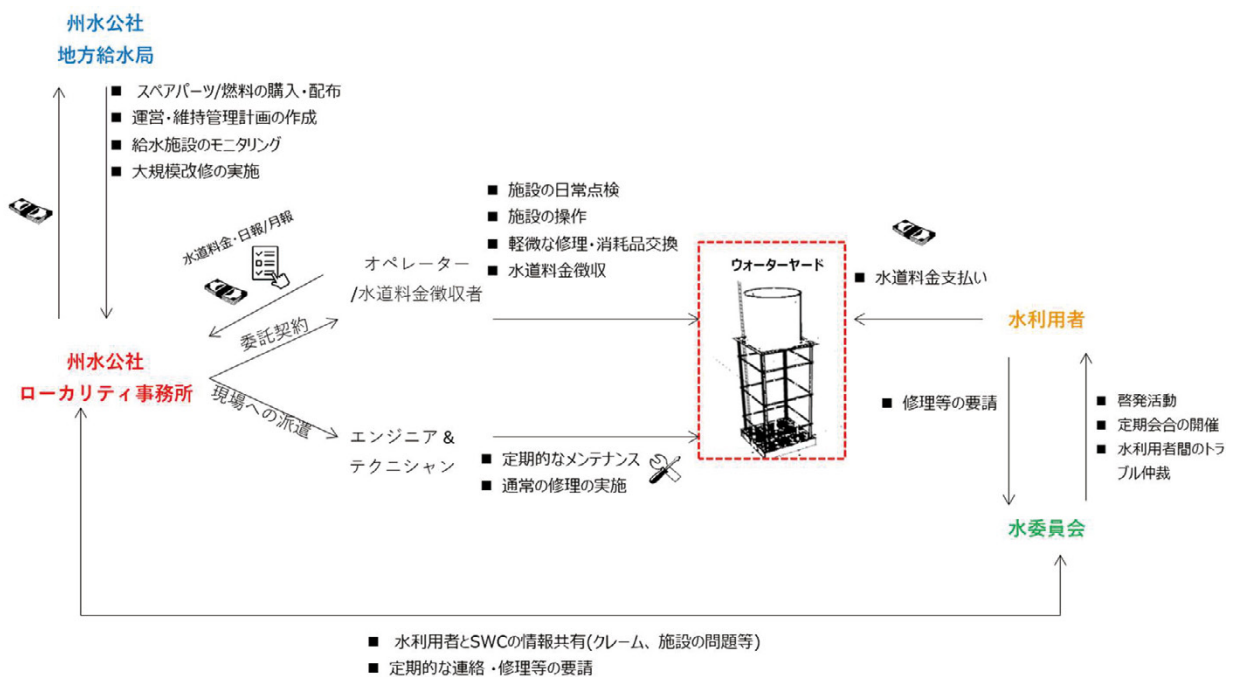 州水公社
地方給水局
■ スペアパーツ/燃料の購入・配布
■ 運営・維持管理計画の作成
■ 給水施設のモニタリング
■ 大規模改修の実施
水道料金・日報/月報
オペレーター
/水道料金徴収者
■ 施設の日常点検
■ 施設の操作
■ 軽微な修理・消耗品交換
■ 水道料金徴収
ウォーターヤード
■ 水道料金支払い
水利用者
委託契約
州水公社
ローカリティ事務所
現場への派遣
エンジニア &
テクニシャン
■ 定期的なメンテナンス
■ 通常の修理の実施
■ 修理等の要請
■ 啓発活動
■ 定期会合の開催
■ 水利用者間のトラ
ブル仲裁
水委員会
■ 水利用者とSWCの情報共有(クレーム、施設の問題等)
■ 定期的な連絡・修理等の要請